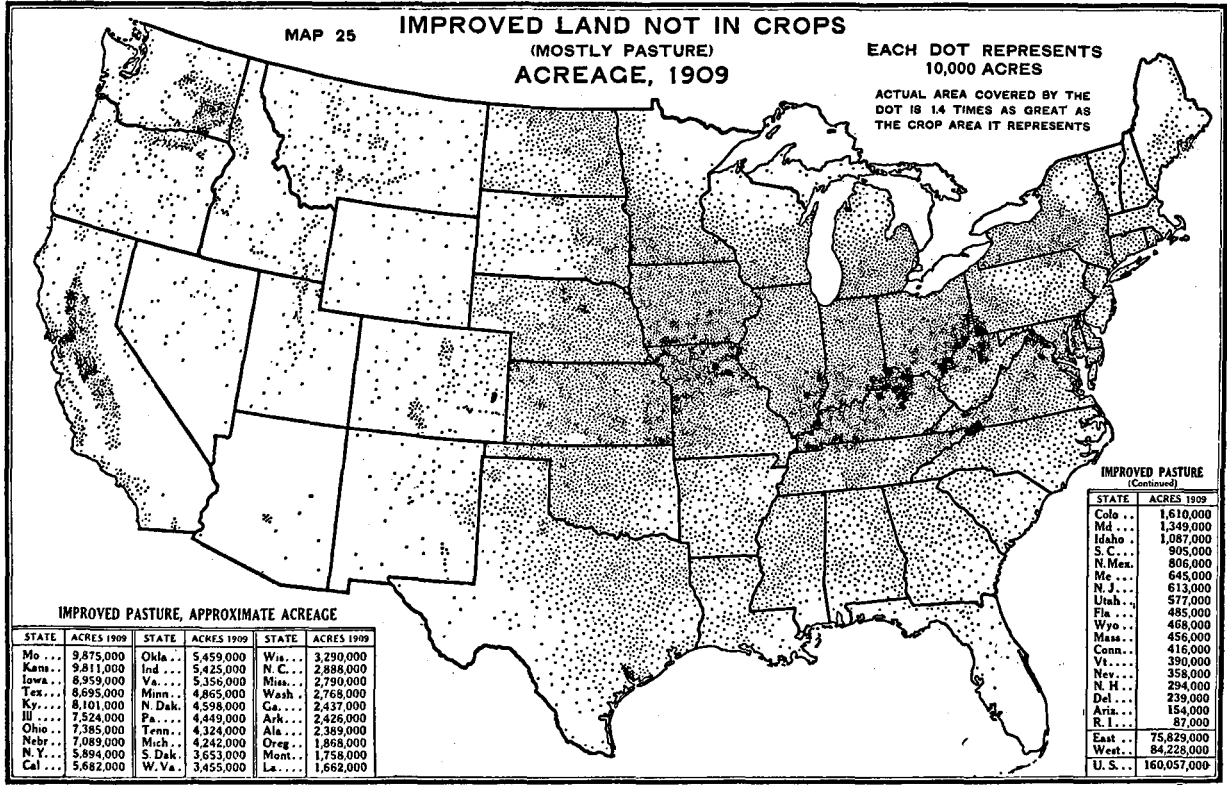 MAP 25
IMPROVED LAND NOT IN CROPS
(MOSTLY PASTURE)
ACREAGE, 1909
EACH DOT REPRESENTS
10,000 ACRES
ACTUAL AREA COVERED BY THE
DOT IS 1.4 TIMES AS GREAT AS
THE CROP AREA IT REPRESENTS
IMPROVED PASTURE, APPROXIMATE ACREAGE
STATE ACRES 1909 STATE ACRES 1909 STATE ACRES 1909
Mo ... 9,875,000 Okla .. 5,459,000 Wis... 3,290,000
Kans.. 9,811,000 Ind ... 5,425,000 N. C... 2,888,000
Iowa.. 8,959,000 Va.... 5,356,000 Miss.. 2,790,000
Tex... 8,695,000 Minn.. 4,865,000 Wash . 2,768,000
Ky.... 8,101,000 N. Dak. 4,598,000 Ga.... 2,437,000
Ill .... 7,524,000 Pa.... 4,449,000 Ark... 2,426,000
Ohio.. 7,385,000 Tenn.. 4,324,000 Ala... 2,389,000
Nebr.. 7,089,000 Mich.. 4,242,000 Oreg.. 1,868,000
N. Y... 5,894,000 S. Dak. 3,653,000 Mont.. 1,758,000
Cal ... 5,682,000 W. Va. 3,455,000 La.... 1,662,000
IMPROVED PASTURE
(Continued)
STATE ACRES 1909
Colo .. 1,610,000
Md ... 1,349,000
Idaho . 1,087,000
S. C... 905,000
N. Mex. 806,000
Me ... 645,000
N. J... 613,000
Utah.. 577,000
Fla ... 485,000
Wyo .. 468,000
Mass.. 456,000
Conn.. 416,000
Vt.... 390,000
Nev... 358,000
N. H .. 294,000
Del ... 239,000
Ariz... 154,000
R. I... 87,000
East .. 75,829,000
West.. 84,228,000
U. S... 160,057,000